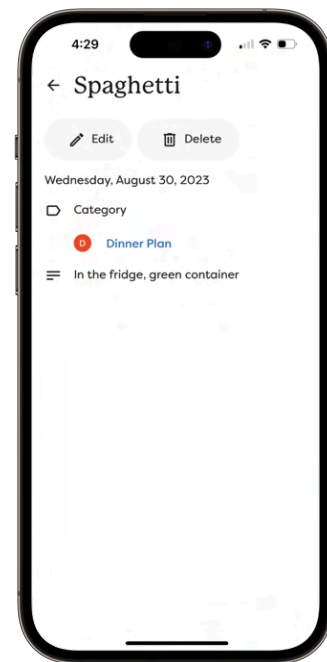 4:29
Spaghetti
Edit Delete
Wednesday, August 30, 2023
Category
D Dinner Plan
In the fridge, green container